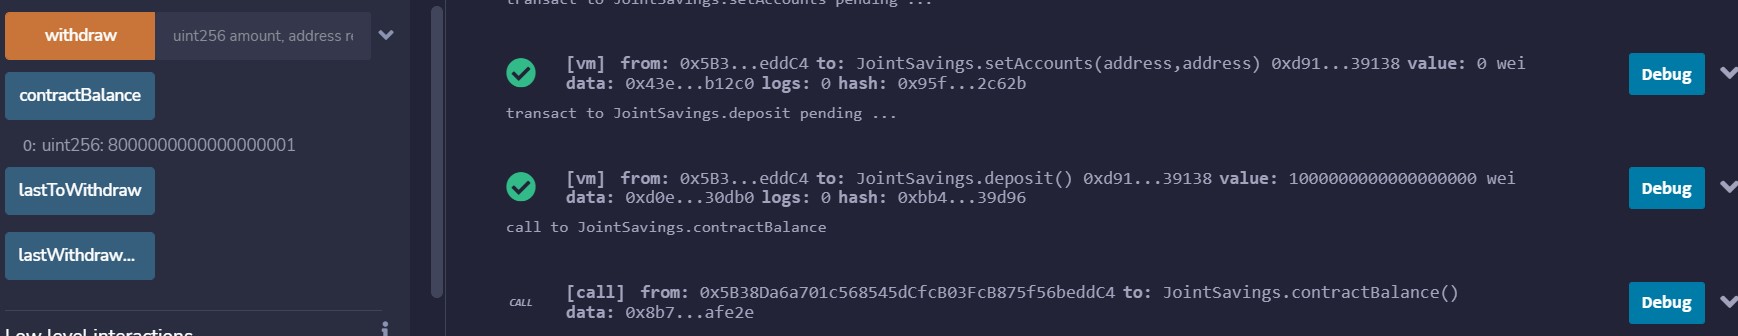 withdraw
uint256 amount, address re
contractBalance
0: uint256: 8000000000000000001
lastToWithdraw
lastWithdraw...
Low level interactions
i
transact to JointSavings.setAccounts pending ...
[vm] from: 0x5B3...eddC4 to: JointSavings.setAccounts(address,address) 0xd91...39138 value: 0 wei
data: 0x43e...b12c0 logs: 0 hash: 0x95f...2c62b
Debug
transact to JointSavings.deposit pending ...
[vm] from: 0x5B3...eddC4 to: JointSavings.deposit() 0xd91...39138 value: 1000000000000000000 wei
data: 0xd0e...30db0 logs: 0 hash: 0xbb4...39d96
Debug
call to JointSavings.contractBalance
CALL
[call] from: 0x5B38Da6a701c568545dCfcB03FcB875f56beddC4 to: JointSavings.contractBalance()
data: 0x8b7...afe2e
Debug